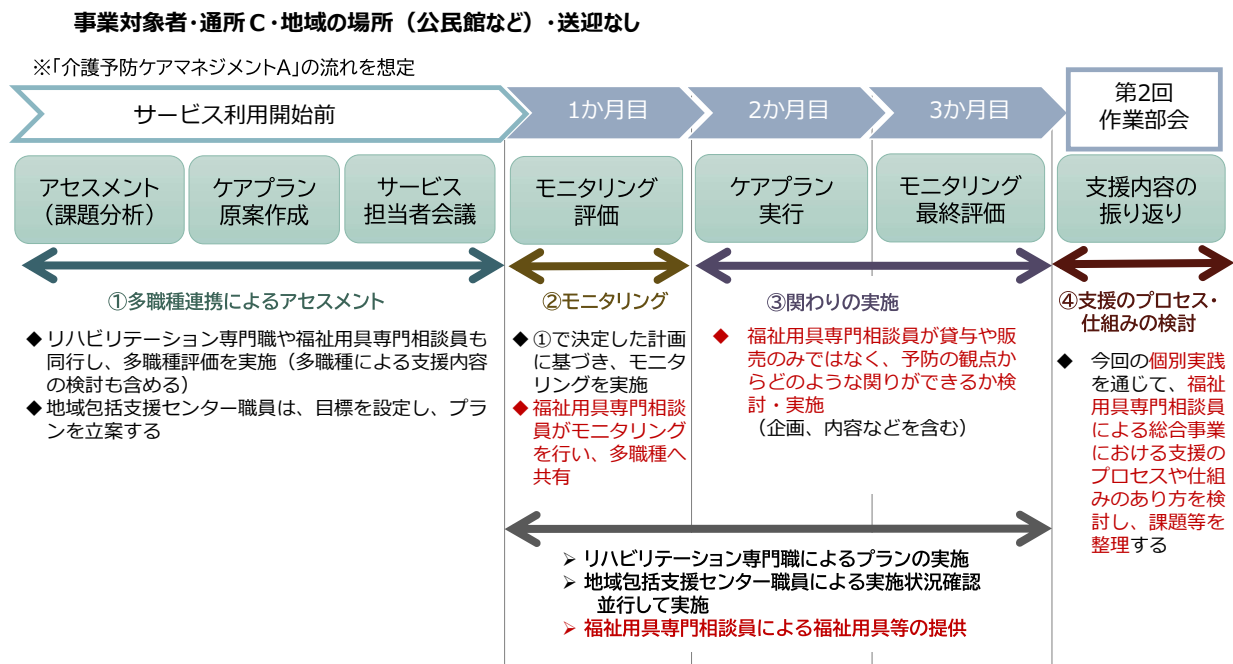 事業対象者・通所C・地域の場所（公民館など）・送迎なし
※「介護予防ケアマネジメントA」の流れを想定
サービス利用開始前
1か月目
2か月目
3か月目
第2回
作業部会
アセスメント
（課題分析）
ケアプラン
原案作成
サービス
担当者会議
モニタリング
評価
ケアプラン
実行
モニタリング
最終評価
支援内容の
振り返り
①多職種連携によるアセスメント
◆リハビリテーション専門職や福祉用具専門相談員も
同行し、多職種評価を実施（多職種による支援内容
の検討も含める）
◆地域包括支援センター職員は、目標を設定し、プラ
ンを立案する
②モニタリング
◆①で決定した計画
に基づき、モニ
タリングを実施
◆福祉用具専門相談
員がモニタリング
を行い、多職種へ
共有
③関わりの実施
◆福祉用具専門相談員が貸与や販
売のみではなく、予防の観点か
らどのような関りができるか検
討・実施
（企画、内容などを含む）
④支援のプロセス・
仕組みの検討
◆今回の個別実践
を通じて、福祉
用具専門相談員
による総合事業
における支援の
プロセスや仕組
みのあり方を検
討し、課題等を
整理する
➢ リハビリテーション専門職によるプランの実施
➢ 地域包括支援センター職員による実施状況確認
並行して実施
➢ 福祉用具専門相談員による福祉用具等の提供